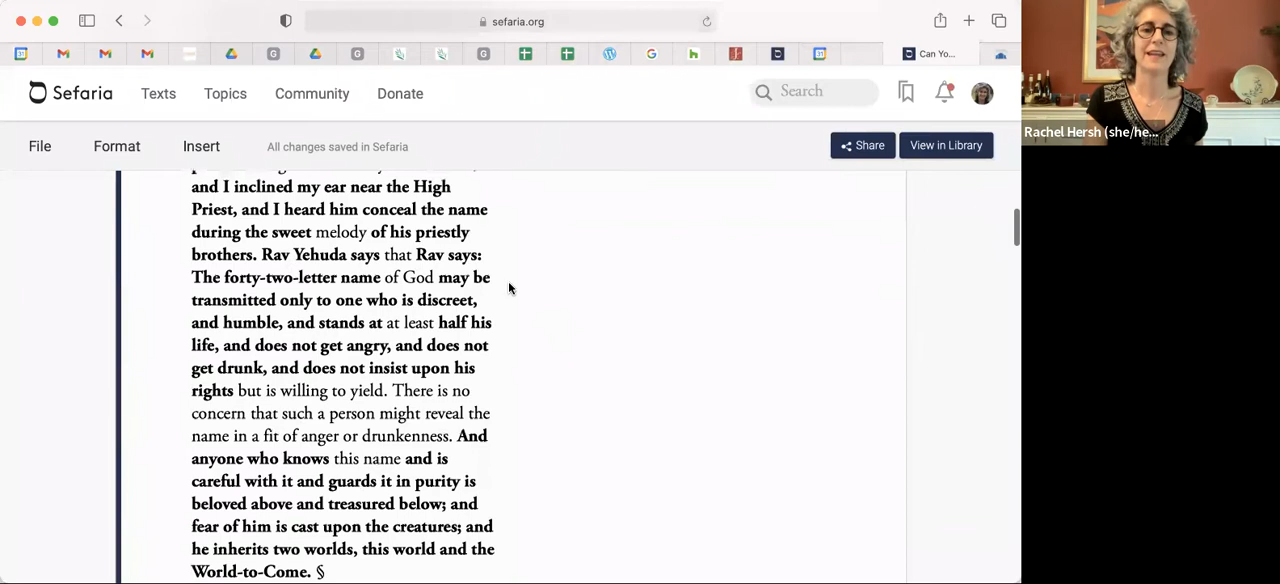 sefaria.org
Can Yo...
Sefaria
Texts
Topics
Community
Donate
Search
File
Format
Insert
All changes saved in Sefaria
Share
View in Library
and I inclined my ear near the High
Priest, and I heard him conceal the name
during the sweet melody of his priestly
brothers. Rav Yehuda says that Rav says:
The forty-two-letter name of God may be
transmitted only to one who is discreet,
and humble, and stands at at least half his
life, and does not get angry, and does not
get drunk, and does not insist upon his
rights but is willing to yield. There is no
concern that such a person might reveal the
name in a fit of anger or drunkenness. And
anyone who knows this name and is
careful with it and guards it in purity is
beloved above and treasured below; and
fear of him is cast upon the creatures; and
he inherits two worlds, this world and the
World-to-Come. §
Rachel Hersh (she/he...